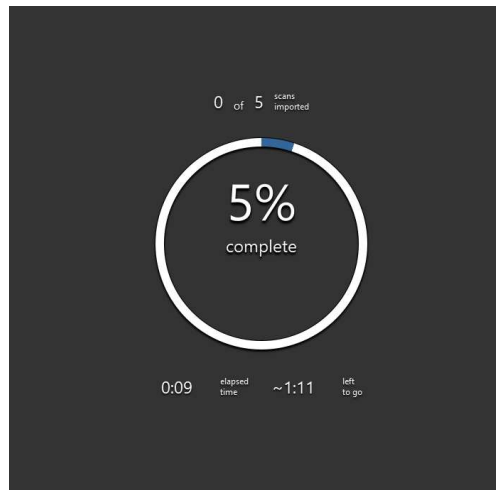 0 of 5 scans imported
5%
complete
0:09 elapsed time ~1:11 left to go